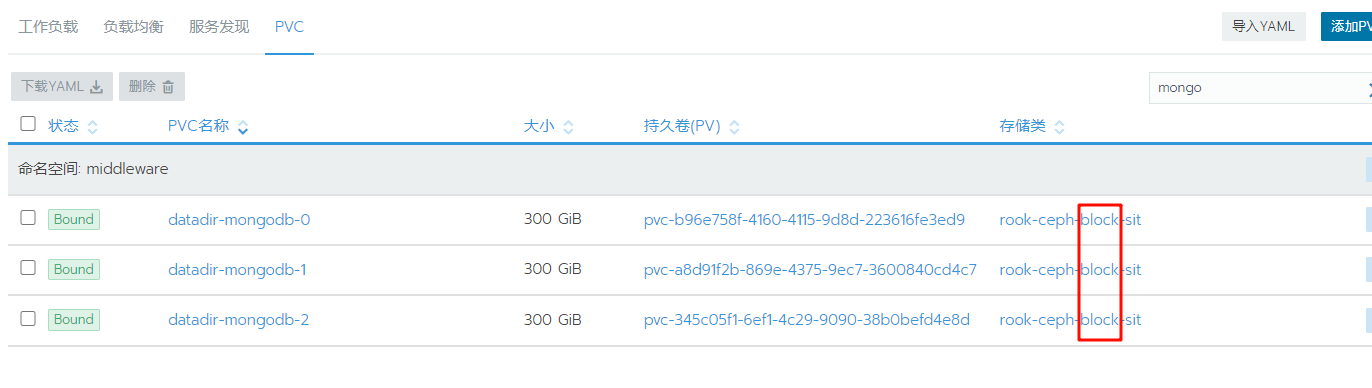 工作负载 负载均衡 服务发现 PVC 导入YAML
下载YAML 删除 mongo
状态 PVC名称 大小 持久卷(PV) 存储类
命名空间: middleware
Bound datadir-mongodb-0 300 GiB pvc-b96e758f-4160-4115-9d8d-223616fe3ed9 rook-ceph-block-sit
Bound datadir-mongodb-1 300 GiB pvc-a8d91f2b-869e-4375-9ec7-3600840cd4c7 rook-ceph-block-sit
Bound datadir-mongodb-2 300 GiB pvc-345c05f1-6ef1-4c29-9090-38b0befd4e8d rook-ceph-block-sit